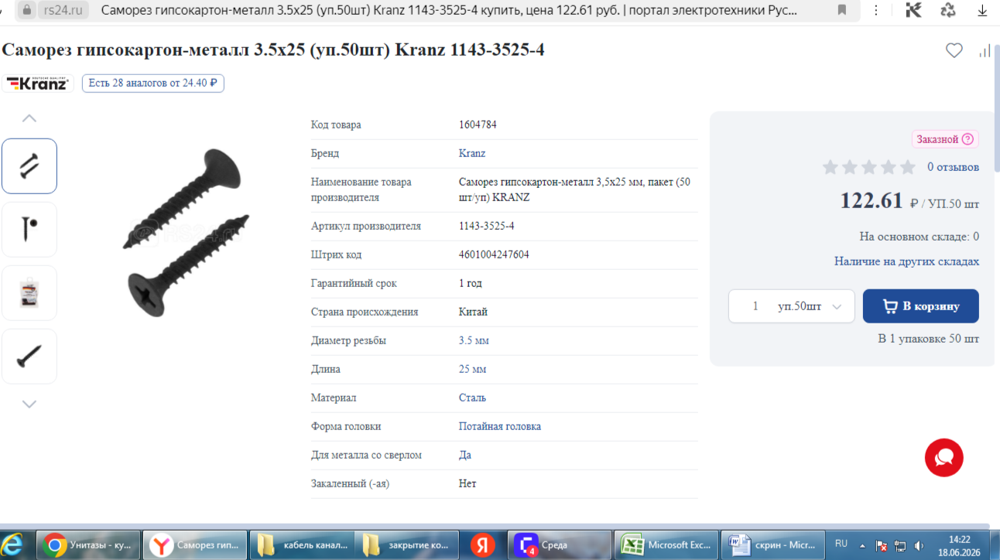 rs24.ru Саморез гипсокартон-металл 3.5х25 (уп.50шт) Kranz 1143-3525-4 купить, цена 122.61 руб. | портал электротехники Рус...
Саморез гипсокартон-металл 3.5х25 (уп.50шт) Kranz 1143-3525-4
Kranz Есть 28 аналогов от 24.40 ₽
Код товара 1604784
Бренд Kranz
Наименование товара производителя Саморез гипсокартон-металл 3,5х25 мм, пакет (50 шт/уп) KRANZ
Артикул производителя 1143-3525-4
Штрих код 4601004247604
Гарантийный срок 1 год
Страна происхождения Китай
Диаметр резьбы 3.5 мм
Длина 25 мм
Материал Сталь
Форма головки Потайная головка
Для металла со сверлом Да
Закаленный (-ая) Нет
Заказной ?
0 отзывов
122.61 ₽ / УП.50 шт
На основном складе: 0
Наличие на других складах
1 уп.50шт В корзину
В 1 упаковке 50 шт
Унитазы - ку... Саморез гип... кабель канал... закрытие ко... Я 4 Среда Microsoft Exc... скрин - Micr... RU 14:22
18.06.2026